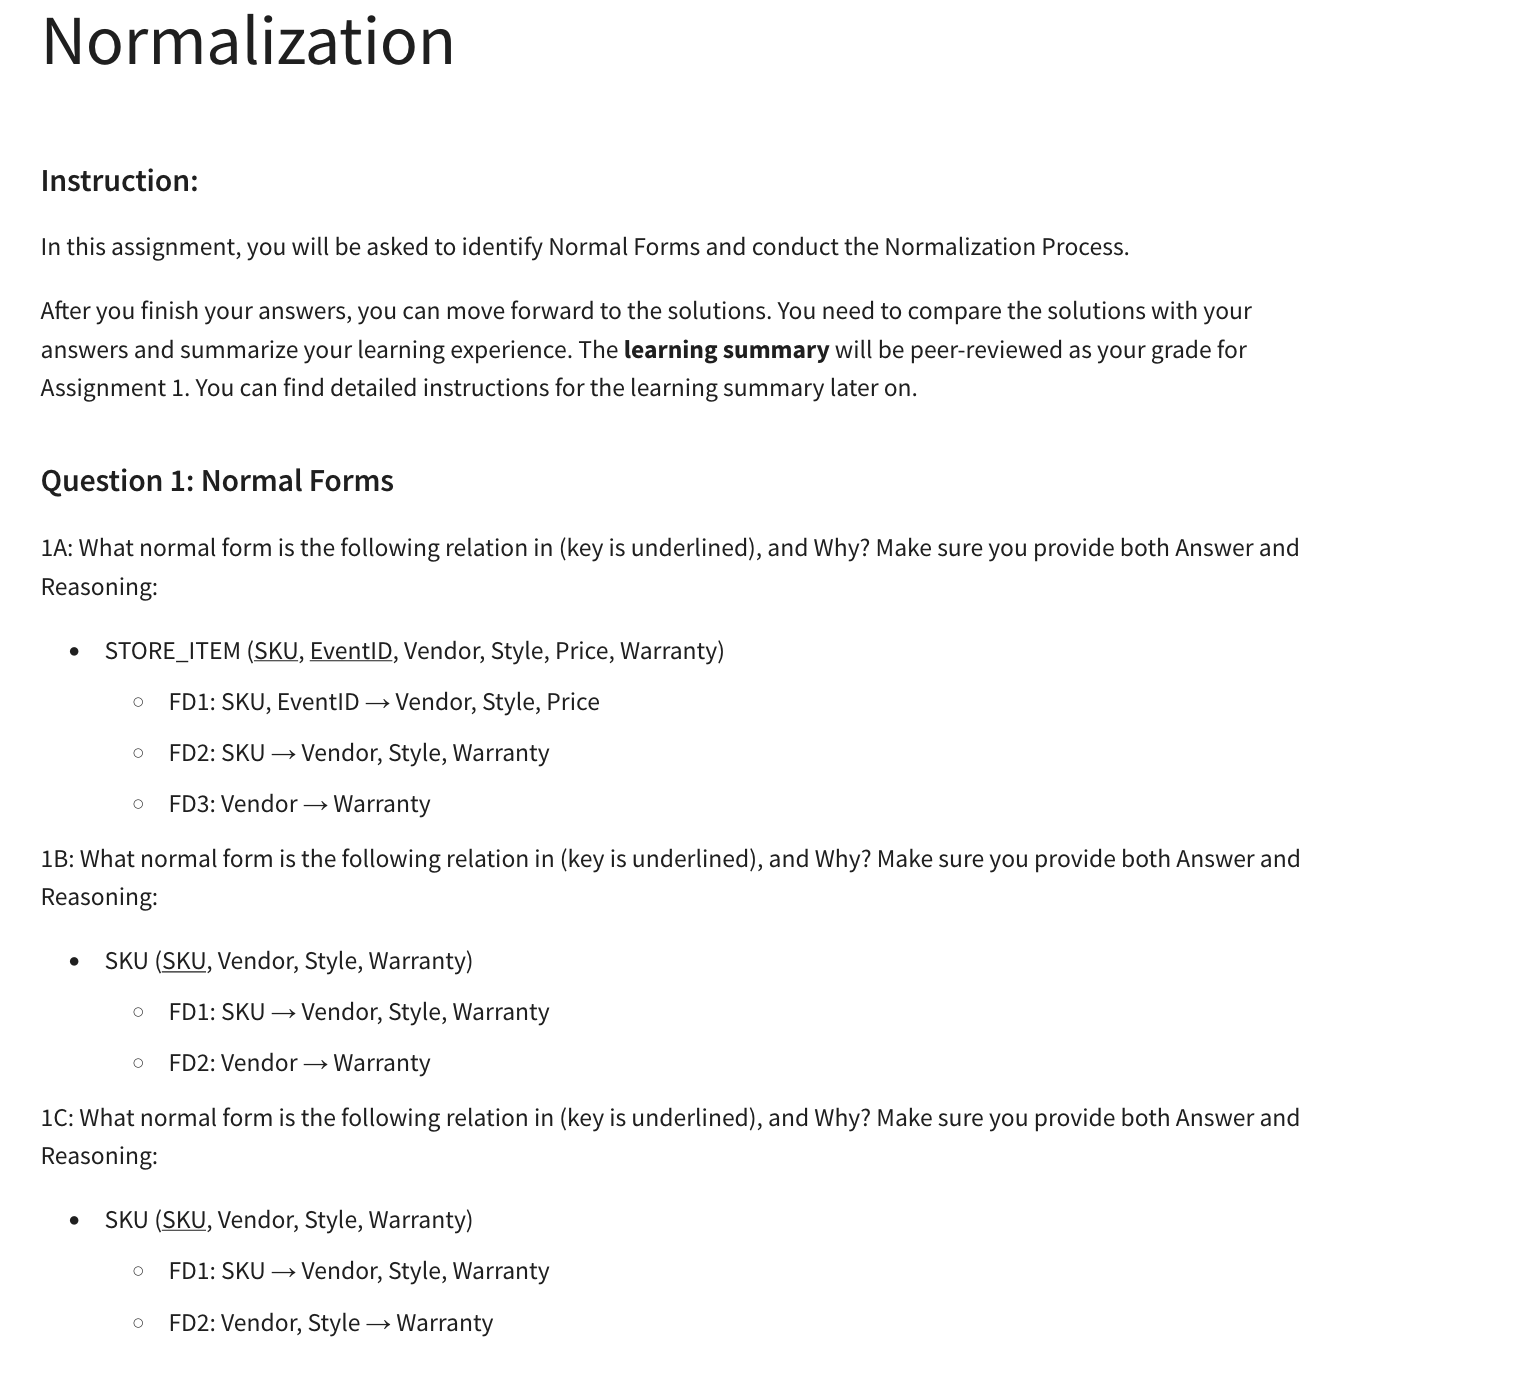 Normalization
Instruction:
In this assignment, you will be asked to identify Normal Forms and conduct the Normalization Process.
After you finish your answers, you can move forward to the solutions. You need to compare the solutions with your
answers and summarize your learning experience. The learning summary will be peer-reviewed as your grade for
Assignment 1. You can find detailed instructions for the learning summary later on.
Question 1: Normal Forms
1A: What normal form is the following relation in (key is underlined), and Why? Make sure you provide both Answer and
Reasoning:
• STORE_ITEM (SKU, EventID, Vendor, Style, Price, Warranty)
○ FD1: SKU, EventID → Vendor, Style, Price
○ FD2: SKU → Vendor, Style, Warranty
○ FD3: Vendor → Warranty
1B: What normal form is the following relation in (key is underlined), and Why? Make sure you provide both Answer and
Reasoning:
• SKU (SKU, Vendor, Style, Warranty)
○ FD1: SKU → Vendor, Style, Warranty
○ FD2: Vendor → Warranty
1C: What normal form is the following relation in (key is underlined), and Why? Make sure you provide both Answer and
Reasoning:
• SKU (SKU, Vendor, Style, Warranty)
○ FD1: SKU → Vendor, Style, Warranty
○ FD2: Vendor, Style → Warranty